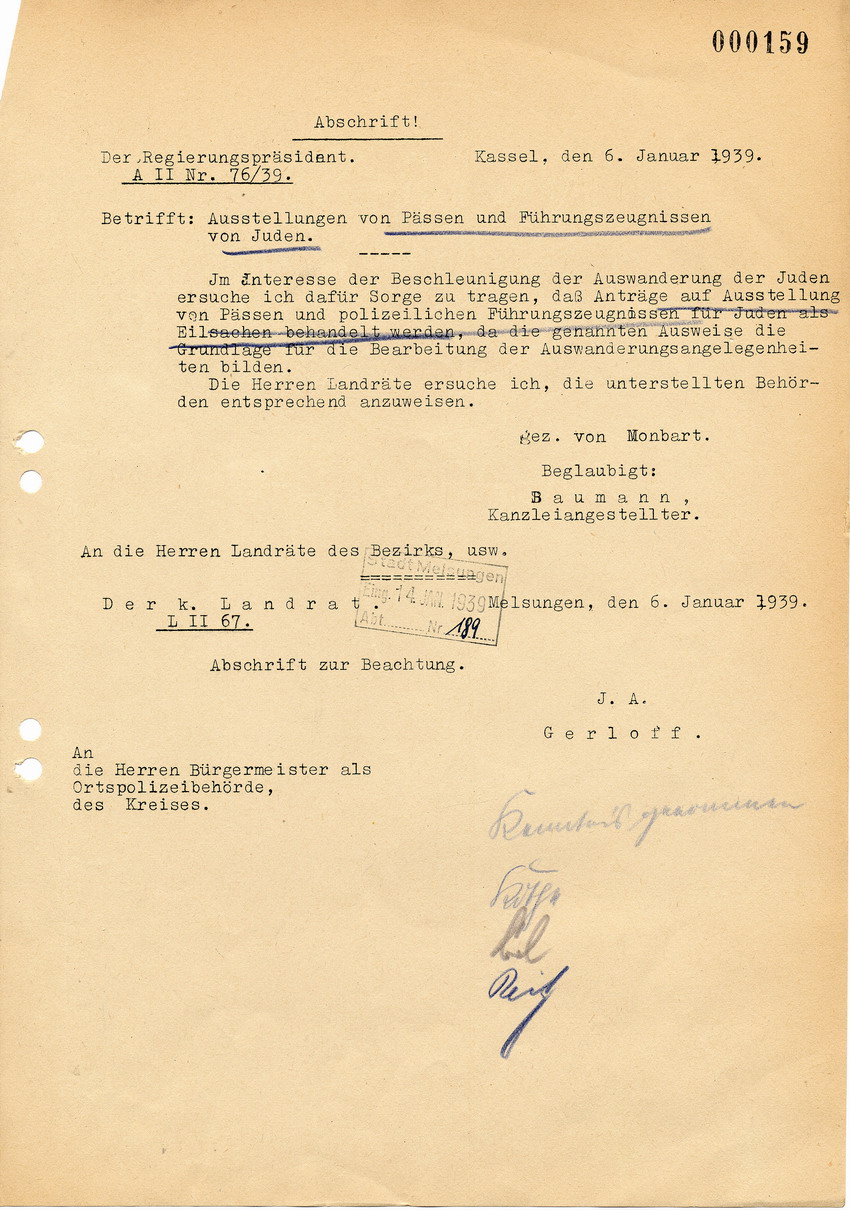 000159
Abschrift!
Der Regierungspräsident. Kassel, den 6. Januar 1939.
A II Nr. 76/39.
Betrifft: Ausstellungen von Pässen und Führungszeugnissen
von Juden.
-----
Jm Interesse der Beschleunigung der Auswanderung der Juden
ersuche ich dafür Sorge zu tragen, daß Anträge auf Ausstellung
von Pässen und polizeilichen Führungszeugnissen für Juden als
Eilsachen behandelt werden, da die genannten Ausweise die
Grundlage für die Bearbeitung der Auswanderungsangelegenhei-
ten bilden.
Die Herren Landräte ersuche ich, die unterstellten Behör-
den entsprechend anzuweisen.
gez. von Monbart.
Beglaubigt:
B a u m a n n ,
Kanzleiangestellter.
An die Herren Landräte des Bezirks, usw.
===========
Stadt Melsungen
Eing. 14. JAN. 1939
Abt. Nr. 189
D e r k. L a n d r a t . Melsungen, den 6. Januar 1939.
L II 67.
Abschrift zur Beachtung.
J. A.
G e r l o f f .
An
die Herren Bürgermeister als
Ortspolizeibehörde,
des Kreises.
Kenntnis genommen